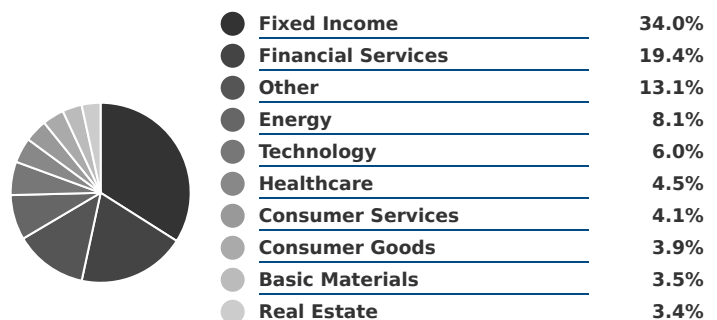 Fixed Income 34.0%
Financial Services 19.4%
Other 13.1%
Energy 8.1%
Technology 6.0%
Healthcare 4.5%
Consumer Services 4.1%
Consumer Goods 3.9%
Basic Materials 3.5%
Real Estate 3.4%